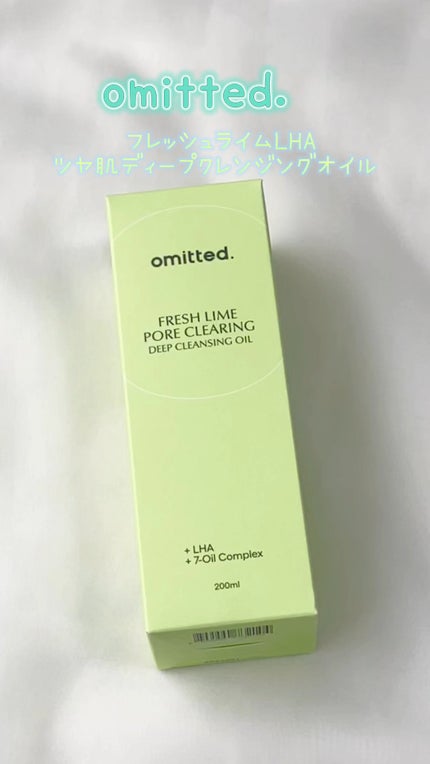 omitted.
フレッシュライムLHA
ツヤ肌ディープクレンジングオイル
omitted.
FRESH LIME
PORE CLEARING
DEEP CLEANSING OIL
+ LHA
+ 7-Oil Complex
200ml